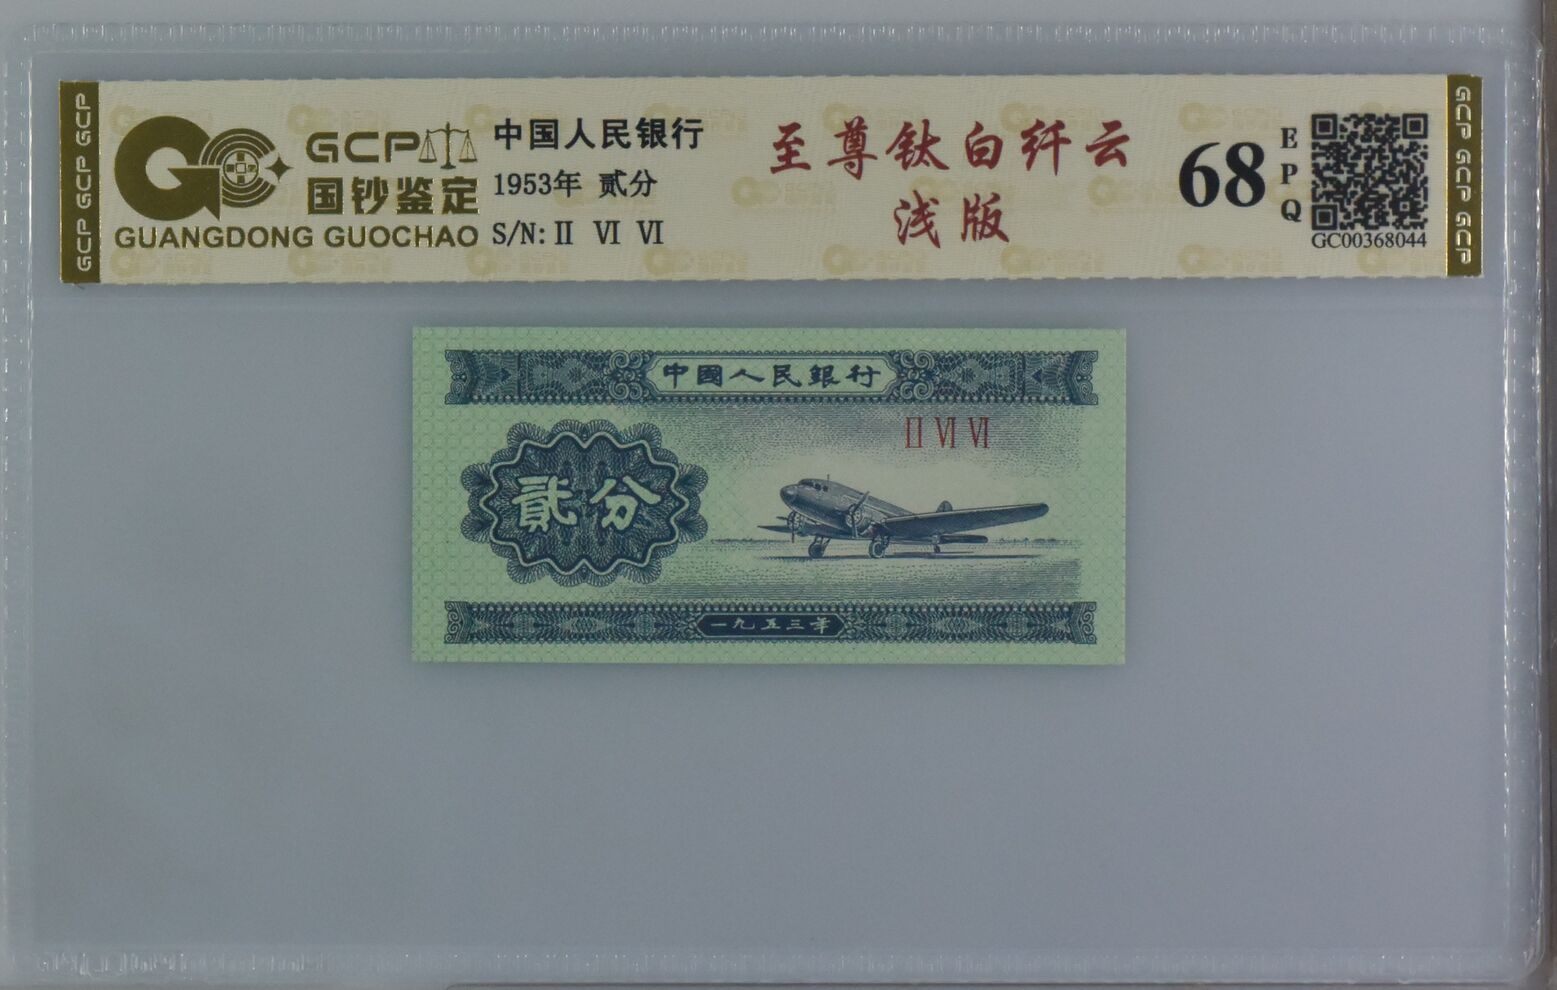 GCP GCP GCP
GCP
国钞鉴定
GUANGDONG GUOCHAO
中国人民银行
1953年 贰分
S/N: II VI VI
至尊钛白纤云
浅版
68
EPQ
GC00368044
GCP GCP GCP
中國人民銀行
II VI VI
貳分
一九五三年